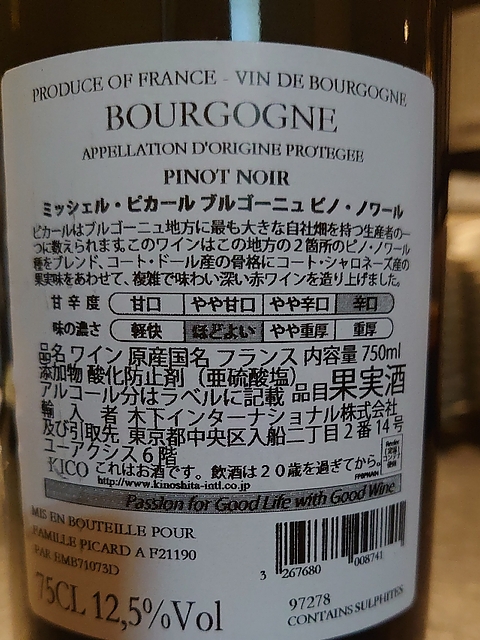 PRODUCE OF FRANCE - VIN DE BOURGOGNE
BOURGOGNE
APPELLATION D'ORIGINE PROTEGEE
PINOT NOIR
ミッシェル・ピカール ブルゴーニュ ピノ・ノワール
ピカールはブルゴーニュ地方に最も大きな自社畑を持つ生産者の一
つに数えられます。このワインはこの地方の2箇所のピノ・ノワール
種をブレンド、コート・ドール産の骨格にコート・シャロネーズ産の
果実味をあわせて、複雑で味わい深い赤ワインを造り上げました。
甘辛度 甘口 やや甘口 やや辛口 辛口
味の濃さ 軽快 ほどよい やや重厚 重厚
品名 ワイン 原産国名 フランス 内容量 750ml
添加物 酸化防止剤（亜硫酸塩）
アルコール分はラベルに記載 品目 果実酒
輸入者 木下インターナショナル株式会社
及び引取先 東京都中央区入船二丁目2番14号
ユーアクシス6階
KICO これはお酒です。飲酒は20歳を過ぎてから。
http://www.kinoshita-intl.co.jp
Passion for Good Life with Good Wine
MIS EN BOUTEILLE POUR
FAMILLE PICARD A F21190
PAR EMB71073D
75CL 12,5%Vol
3 267680 008741
97278
CONTAINS SULPHITES